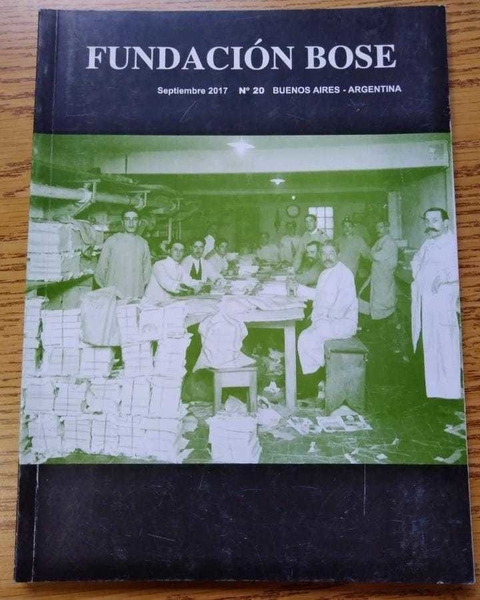 FUNDACIÓN BOSE
Septiembre 2017 Nº 20 BUENOS AIRES - ARGENTINA